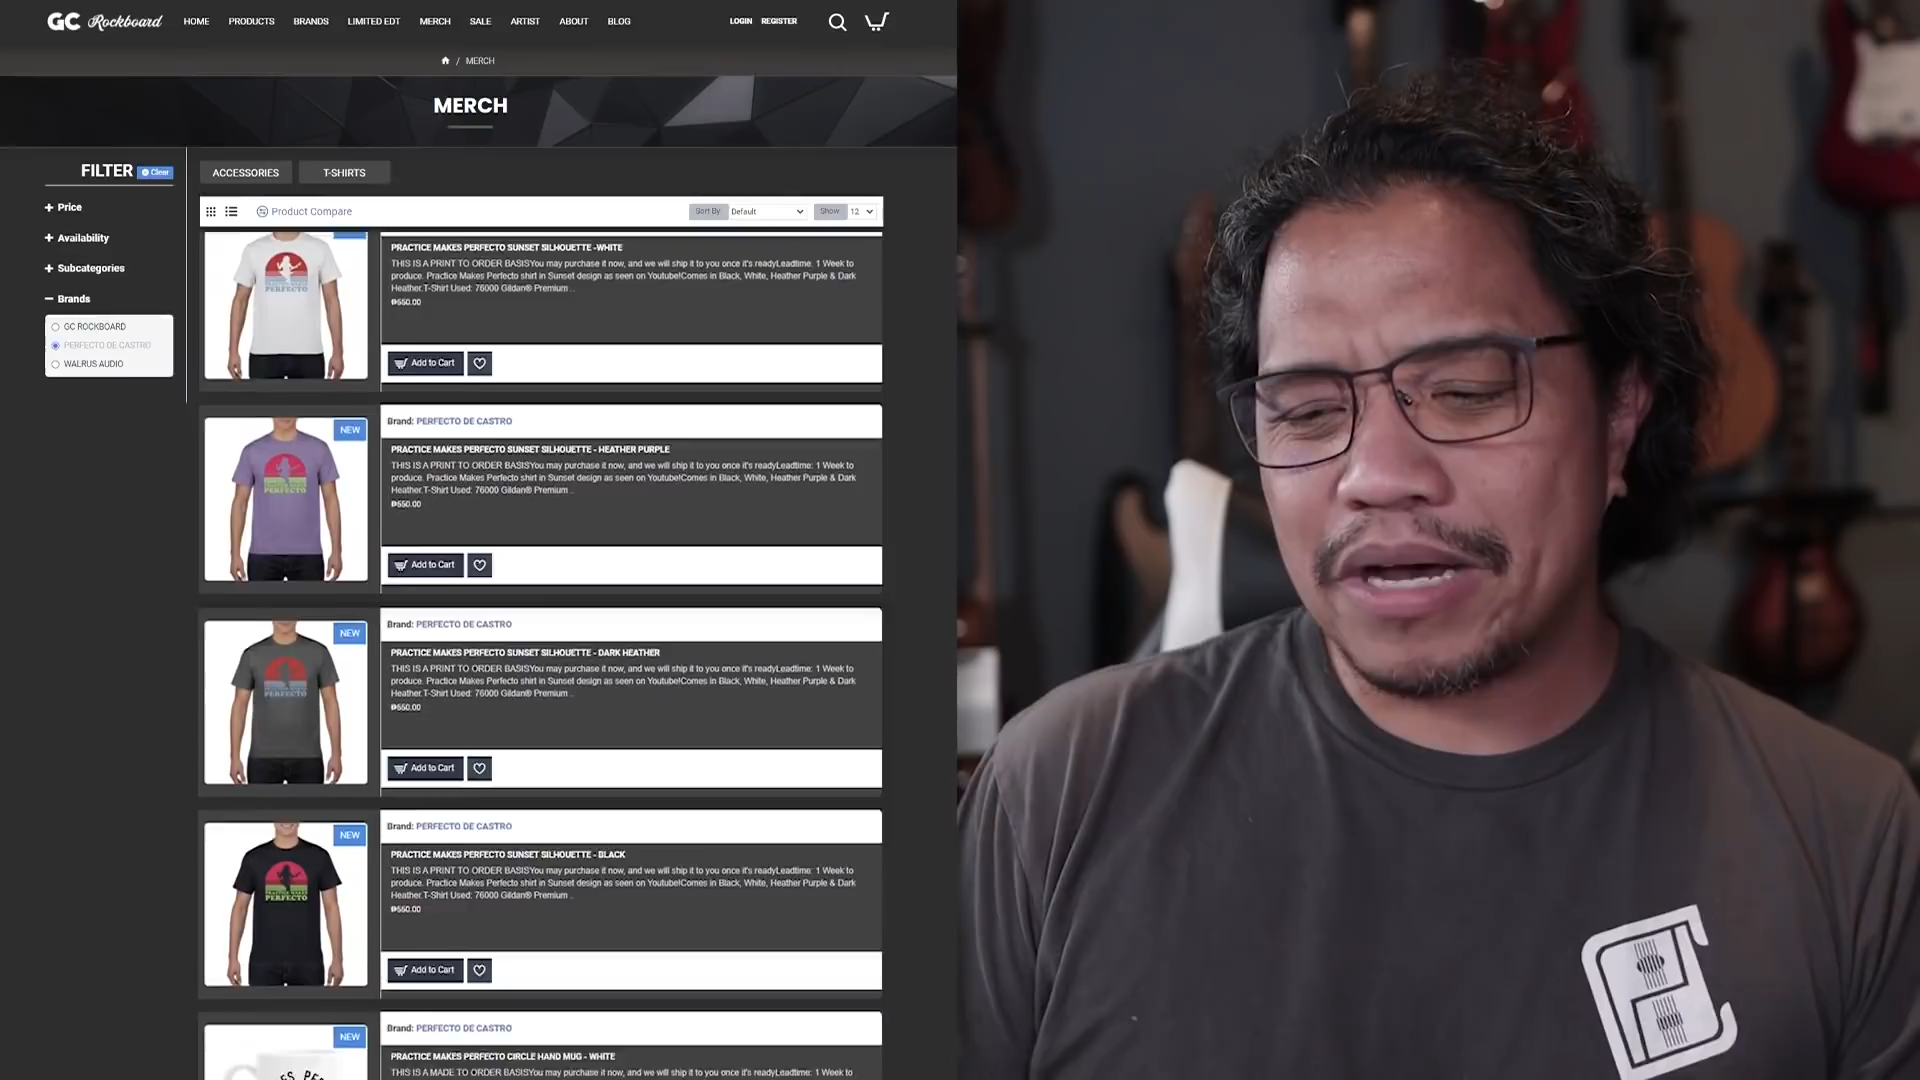 GC Rockboard
HOME PRODUCTS BRANDS LIMITED EDT MERCH SALE ARTIST ABOUT BLOG
LOGIN REGISTER
/ MERCH
MERCH
FILTER Clear
Price
Availability
Subcategories
Brands
GC ROCKBOARD
PERFECTO DE CASTRO
WALRUS AUDIO
ACCESSORIES T-SHIRTS
Product Compare
Sort By Default Show 12
PRACTICE MAKES PERFECTO SUNSET SILHOUETTE -WHITE
THIS IS A PRINT TO ORDER BASISYou may purchase it now, and we will ship it to you once it's readyLeadtime: 1 Week to
produce. Practice Makes Perfecto shirt in Sunset design as seen on Youtube!Comes in Black, White, Heather Purple & Dark
Heather.T-Shirt Used: 76000 Gildan® Premium ..
₱550.00
PERFECTO
Add to Cart
NEW
Brand: PERFECTO DE CASTRO
PRACTICE MAKES PERFECTO SUNSET SILHOUETTE - HEATHER PURPLE
THIS IS A PRINT TO ORDER BASISYou may purchase it now, and we will ship it to you once it's readyLeadtime: 1 Week to
produce. Practice Makes Perfecto shirt in Sunset design as seen on Youtube!Comes in Black, White, Heather Purple & Dark
Heather.T-Shirt Used: 76000 Gildan® Premium ..
₱550.00
PERFECTO
Add to Cart
NEW
Brand: PERFECTO DE CASTRO
PRACTICE MAKES PERFECTO SUNSET SILHOUETTE - DARK HEATHER
THIS IS A PRINT TO ORDER BASISYou may purchase it now, and we will ship it to you once it's readyLeadtime: 1 Week to
produce. Practice Makes Perfecto shirt in Sunset design as seen on Youtube!Comes in Black, White, Heather Purple & Dark
Heather.T-Shirt Used: 76000 Gildan® Premium ..
₱550.00
PERFECTO
Add to Cart
NEW
Brand: PERFECTO DE CASTRO
PRACTICE MAKES PERFECTO SUNSET SILHOUETTE - BLACK
THIS IS A PRINT TO ORDER BASISYou may purchase it now, and we will ship it to you once it's readyLeadtime: 1 Week to
produce. Practice Makes Perfecto shirt in Sunset design as seen on Youtube!Comes in Black, White, Heather Purple & Dark
Heather.T-Shirt Used: 76000 Gildan® Premium ..
₱550.00
PERFECTO
Add to Cart
NEW
Brand: PERFECTO DE CASTRO
PRACTICE MAKES PERFECTO CIRCLE HAND MUG - WHITE
THIS IS A MADE TO ORDER BASISYou may purchase it now, and we will ship it to you once it's readyLeadtime: 1 Week to